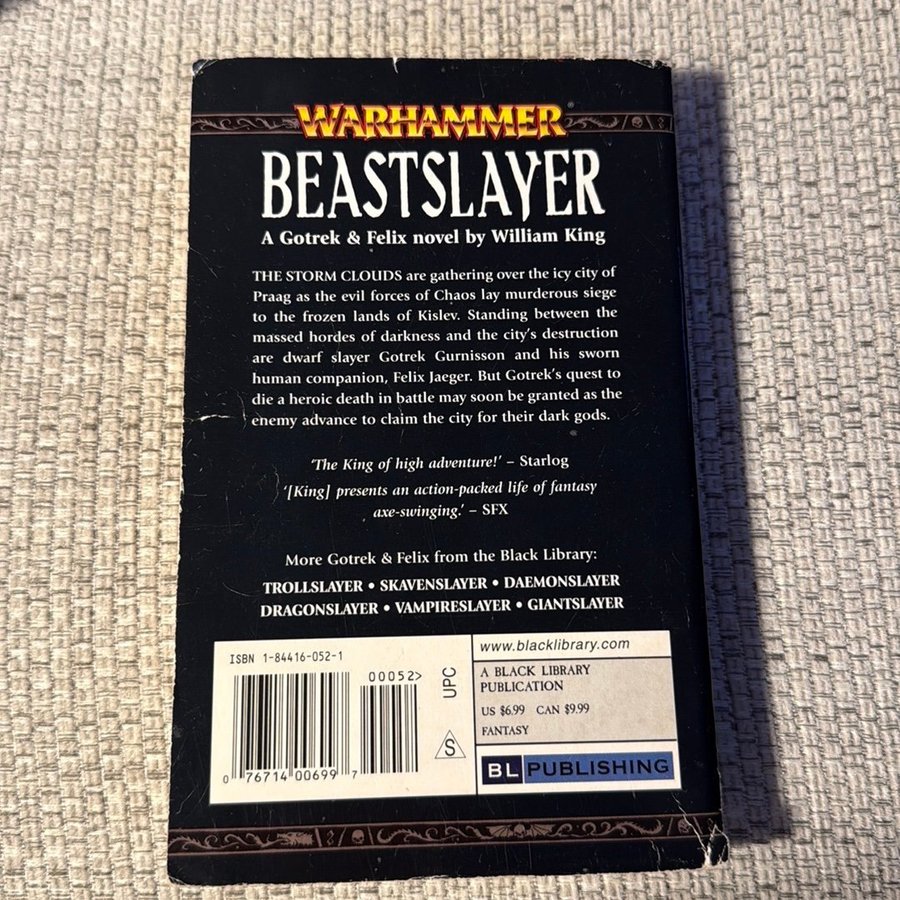 WARHAMMER®
BEASTSLAYER
A Gotrek & Felix novel by William King
THE STORM CLOUDS are gathering over the icy city of
Praag as the evil forces of Chaos lay murderous siege
to the frozen lands of Kislev. Standing between the
massed hordes of darkness and the city's destruction
are dwarf slayer Gotrek Gurnisson and his sworn
human companion, Felix Jaeger. But Gotrek's quest to
die a heroic death in battle may soon be granted as the
enemy advance to claim the city for their dark gods.
'The King of high adventure!' – Starlog
'[King] presents an action-packed life of fantasy
axe-swinging.' – SFX
More Gotrek & Felix from the Black Library:
TROLLSLAYER • SKAVENSLAYER • DAEMONSLAYER
DRAGONSLAYER • VAMPIRESLAYER • GIANTSLAYER
ISBN 1-84416-052-1
00052>
0 76714 00699 7
UPC
S
www.blacklibrary.com
A BLACK LIBRARY
PUBLICATION
US $6.99 CAN $9.99
FANTASY
BL PUBLISHING